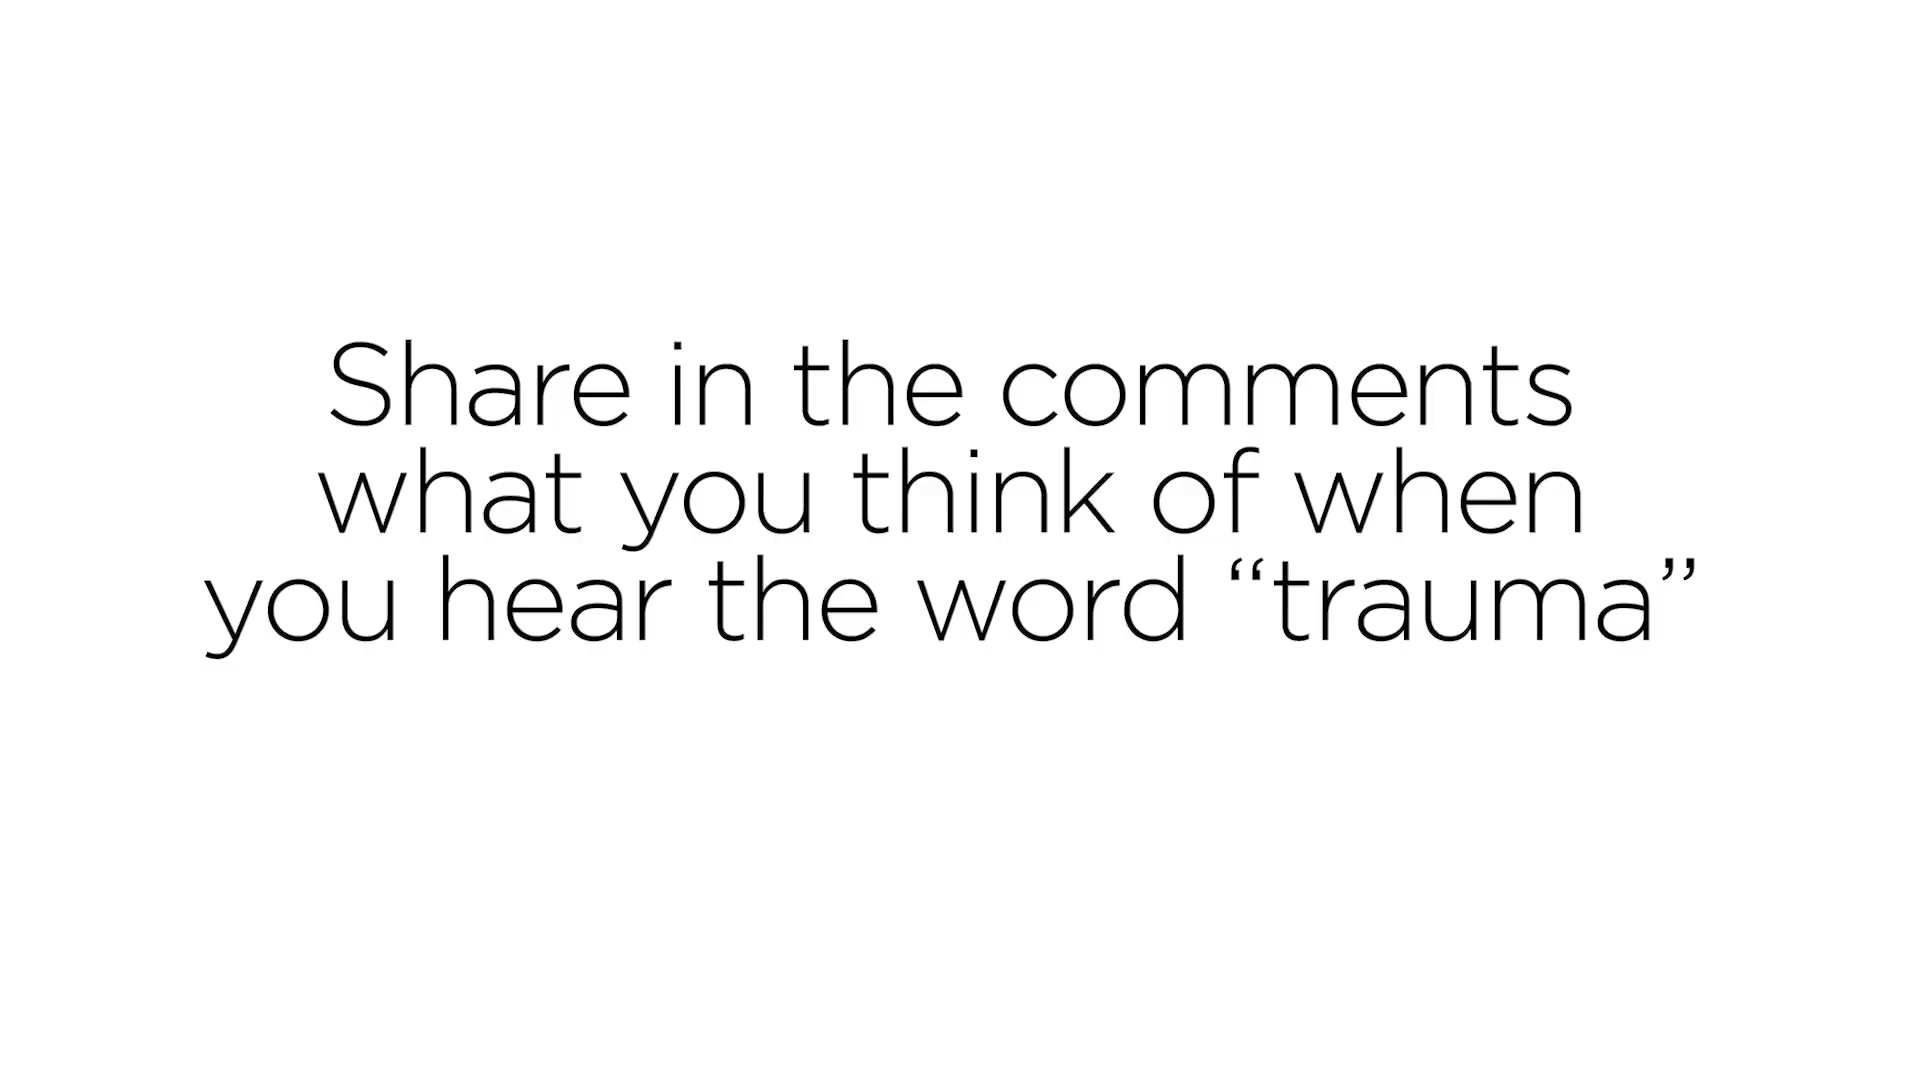 Share in the comments
what you think of when
you hear the word “trauma”